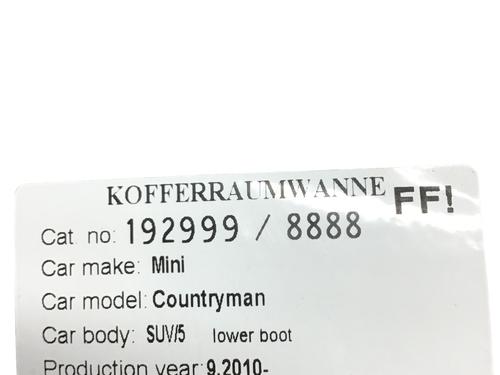 KOFFERRAUMWANNE FF!
Cat no: 192999 / 8888
Car make: Mini
Car model: Countryman
Car body: SUV/5 lower boot
Production year: 9.2010-